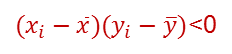 (xᵢ − x̄)(yᵢ − y̅)<0